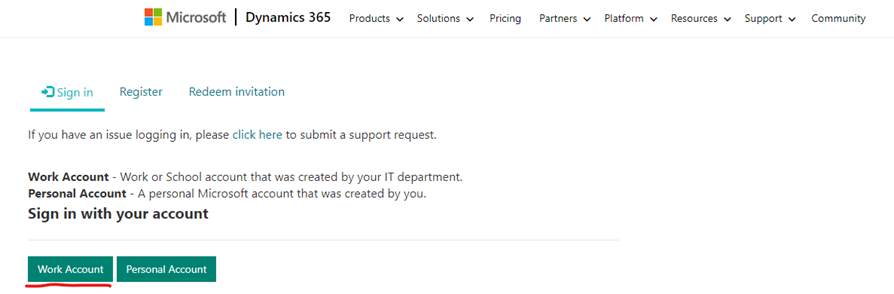 Microsoft | Dynamics 365 Products Solutions Pricing Partners Platform Resources Support Community
Sign in Register Redeem invitation
If you have an issue logging in, please click here to submit a support request.
Work Account - Work or School account that was created by your IT department.
Personal Account - A personal Microsoft account that was created by you.
Sign in with your account
Work Account Personal Account